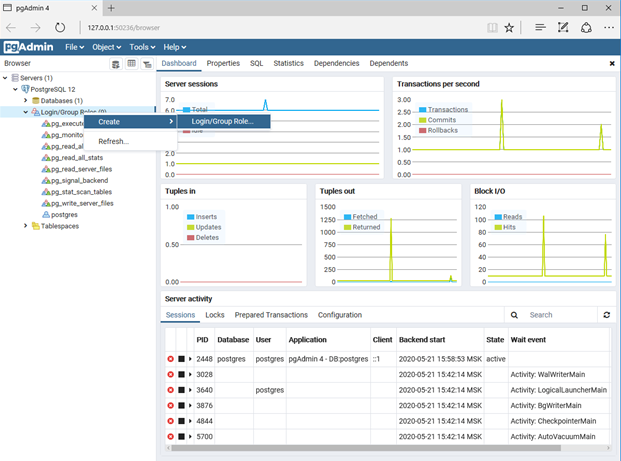 pgAdmin 4
127.0.0.1:50236/browser
pgAdmin File Object Tools Help
Browser
Dashboard Properties SQL Statistics Dependencies Dependents
Servers (1)
PostgreSQL 12
Databases (1)
Login/Group Roles (9)
pg_execute
pg_monito
pg_read_al
pg_read_all_stats
pg_read_server_files
pg_signal_backend
pg_stat_scan_tables
pg_write_server_files
postgres
Tablespaces
Create
Login/Group Role...
Refresh...
Server sessions
7.0
6.0
Total
Idle
1.0
0.0
Transactions per second
3.00
2.50
2.00
1.50
1.00
0.50
0.00
Transactions
Commits
Rollbacks
Tuples in
1.00
0.50
0.00
Inserts
Updates
Deletes
Tuples out
1500
1250
1000
750
500
250
0
Fetched
Returned
Block I/O
120
100
80
60
40
20
0
Reads
Hits
Server activity
Sessions Locks Prepared Transactions Configuration
Search
PID Database User Application Client Backend start State Wait event
2448 postgres postgres pgAdmin 4 - DB:postgres ::1 2020-05-21 15:58:53 MSK active
3028 2020-05-21 15:42:14 MSK Activity: WalWriterMain
3640 postgres 2020-05-21 15:42:14 MSK Activity: LogicalLauncherMain
3876 2020-05-21 15:42:14 MSK Activity: BgWriterMain
4844 2020-05-21 15:42:14 MSK Activity: CheckpointerMain
5700 2020-05-21 15:42:14 MSK Activity: AutoVacuumMain